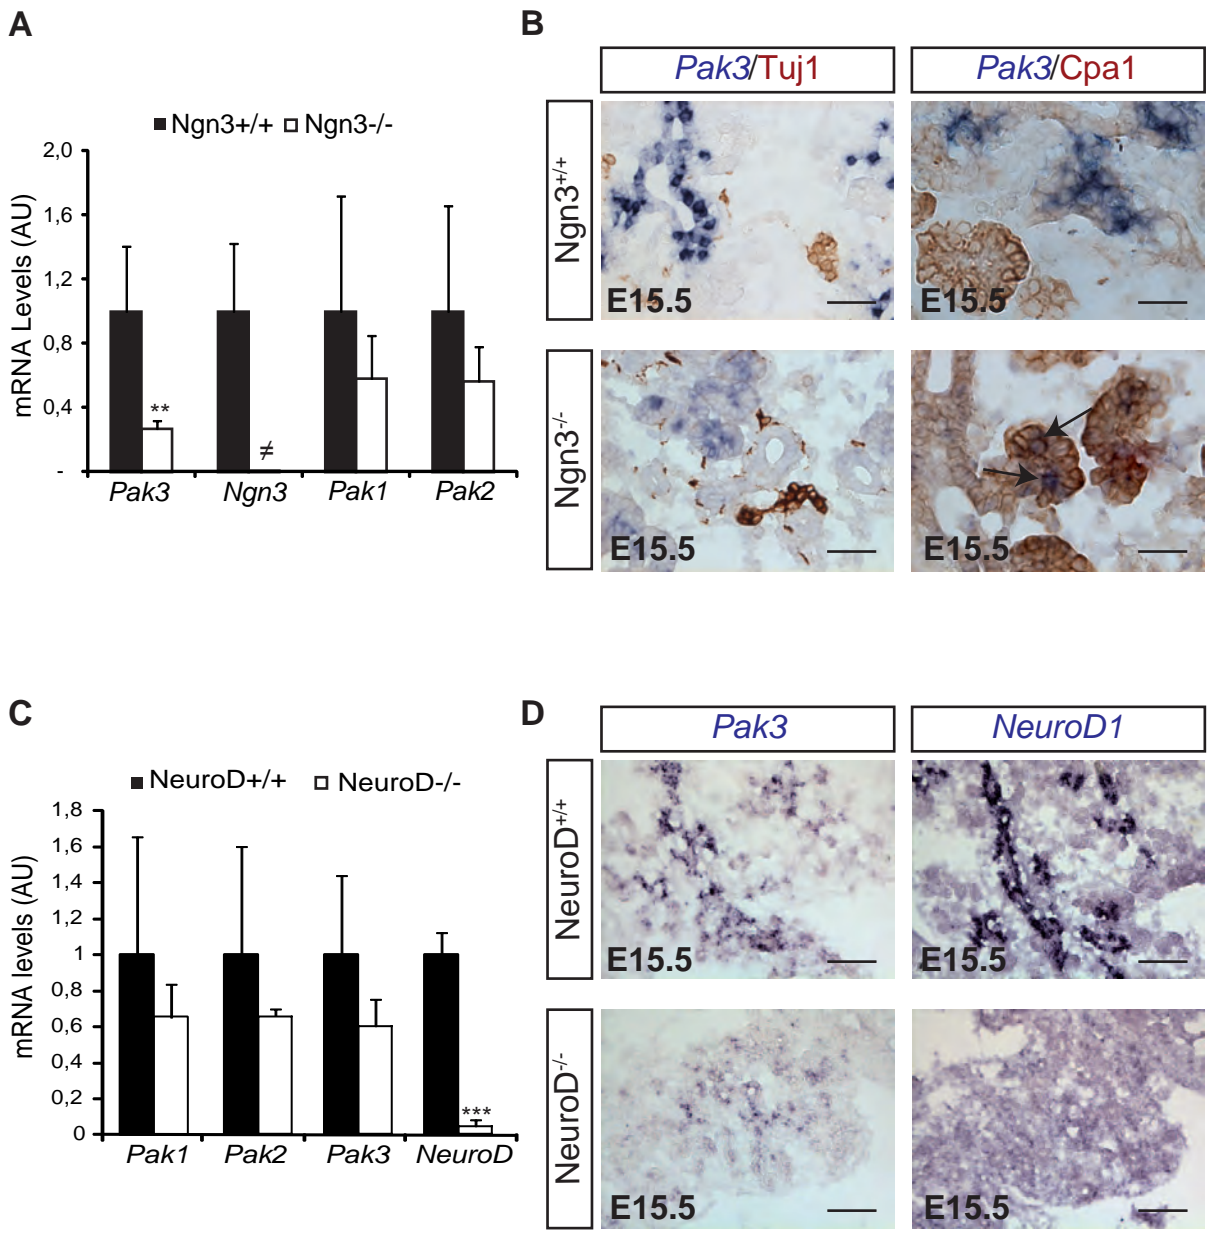 A
Ngn3+/+ Ngn3-/-
mRNA Levels (AU)
2,0
1,6
1,2
0,8
0,4
-
** ≠
Pak3 Ngn3 Pak1 Pak2
B
Pak3/Tuj1 Pak3/Cpa1
Ngn3+/+
E15.5 E15.5
Ngn3-/-
E15.5 E15.5
C
NeuroD+/+ NeuroD-/-
mRNA levels (AU)
1,8
1,6
1,4
1,2
1
0,8
0,6
0,4
0,2
0
***
Pak1 Pak2 Pak3 NeuroD
D
Pak3 NeuroD1
NeuroD+/+
E15.5 E15.5
NeuroD-/-
E15.5 E15.5